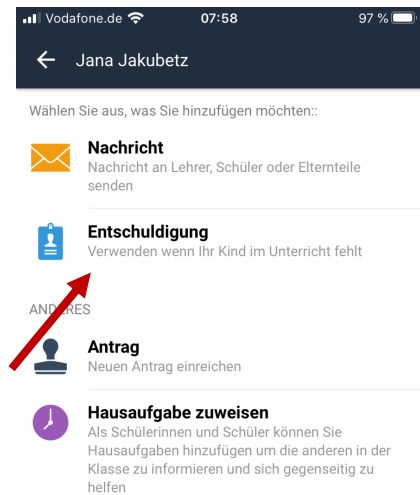 Vodafone.de 07:58 97 %
Jana Jakubetz
Wählen Sie aus, was Sie hinzufügen möchten::
Nachricht
Nachricht an Lehrer, Schüler oder Elternteile
senden
Entschuldigung
Verwenden wenn Ihr Kind im Unterricht fehlt
ANDERES
Antrag
Neuen Antrag einreichen
Hausaufgabe zuweisen
Als Schülerinnen und Schüler können Sie
Hausaufgaben hinzufügen um die anderen in der
Klasse zu informieren und sich gegenseitig zu
helfen